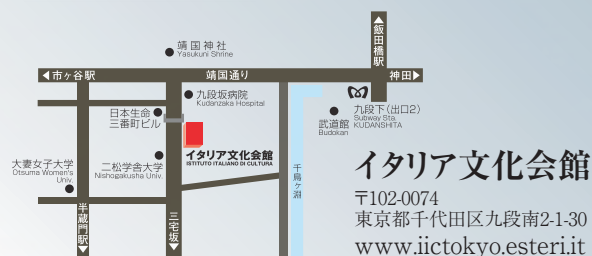 靖国神社
Yasukuni Shrine
▲飯田橋駅
◀市ヶ谷駅
靖国通り
神田▶
九段坂病院
Kudanzaka Hospital
日本生命
三番町ビル
武道館
Budokan
九段下(出口2)
Subway Sta.
KUDANSHITA
イタリア文化会館
ISTITUTO ITALIANO DI CULTURA
大妻女子大学
Otsuma Women's
Univ.
二松学舎大学
Nishogakusha Univ.
千鳥ヶ淵
半蔵門駅▼
三宅坂▼
イタリア文化会館
〒102-0074
東京都千代田区九段南2-1-30
www.iictokyo.esteri.it